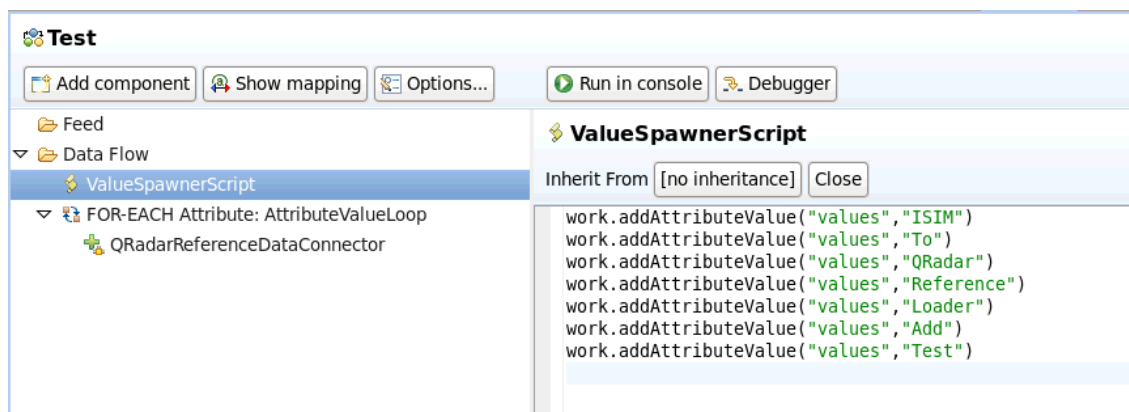 Test
Add component Show mapping Options... Run in console Debugger
Feed
Data Flow
ValueSpawnerScript
FOR-EACH Attribute: AttributeValueLoop
QRadarReferenceDataConnector
ValueSpawnerScript
Inherit From [no inheritance] Close
work.addAttributeValue("values","ISIM")
work.addAttributeValue("values","To")
work.addAttributeValue("values","QRadar")
work.addAttributeValue("values","Reference")
work.addAttributeValue("values","Loader")
work.addAttributeValue("values","Add")
work.addAttributeValue("values","Test")